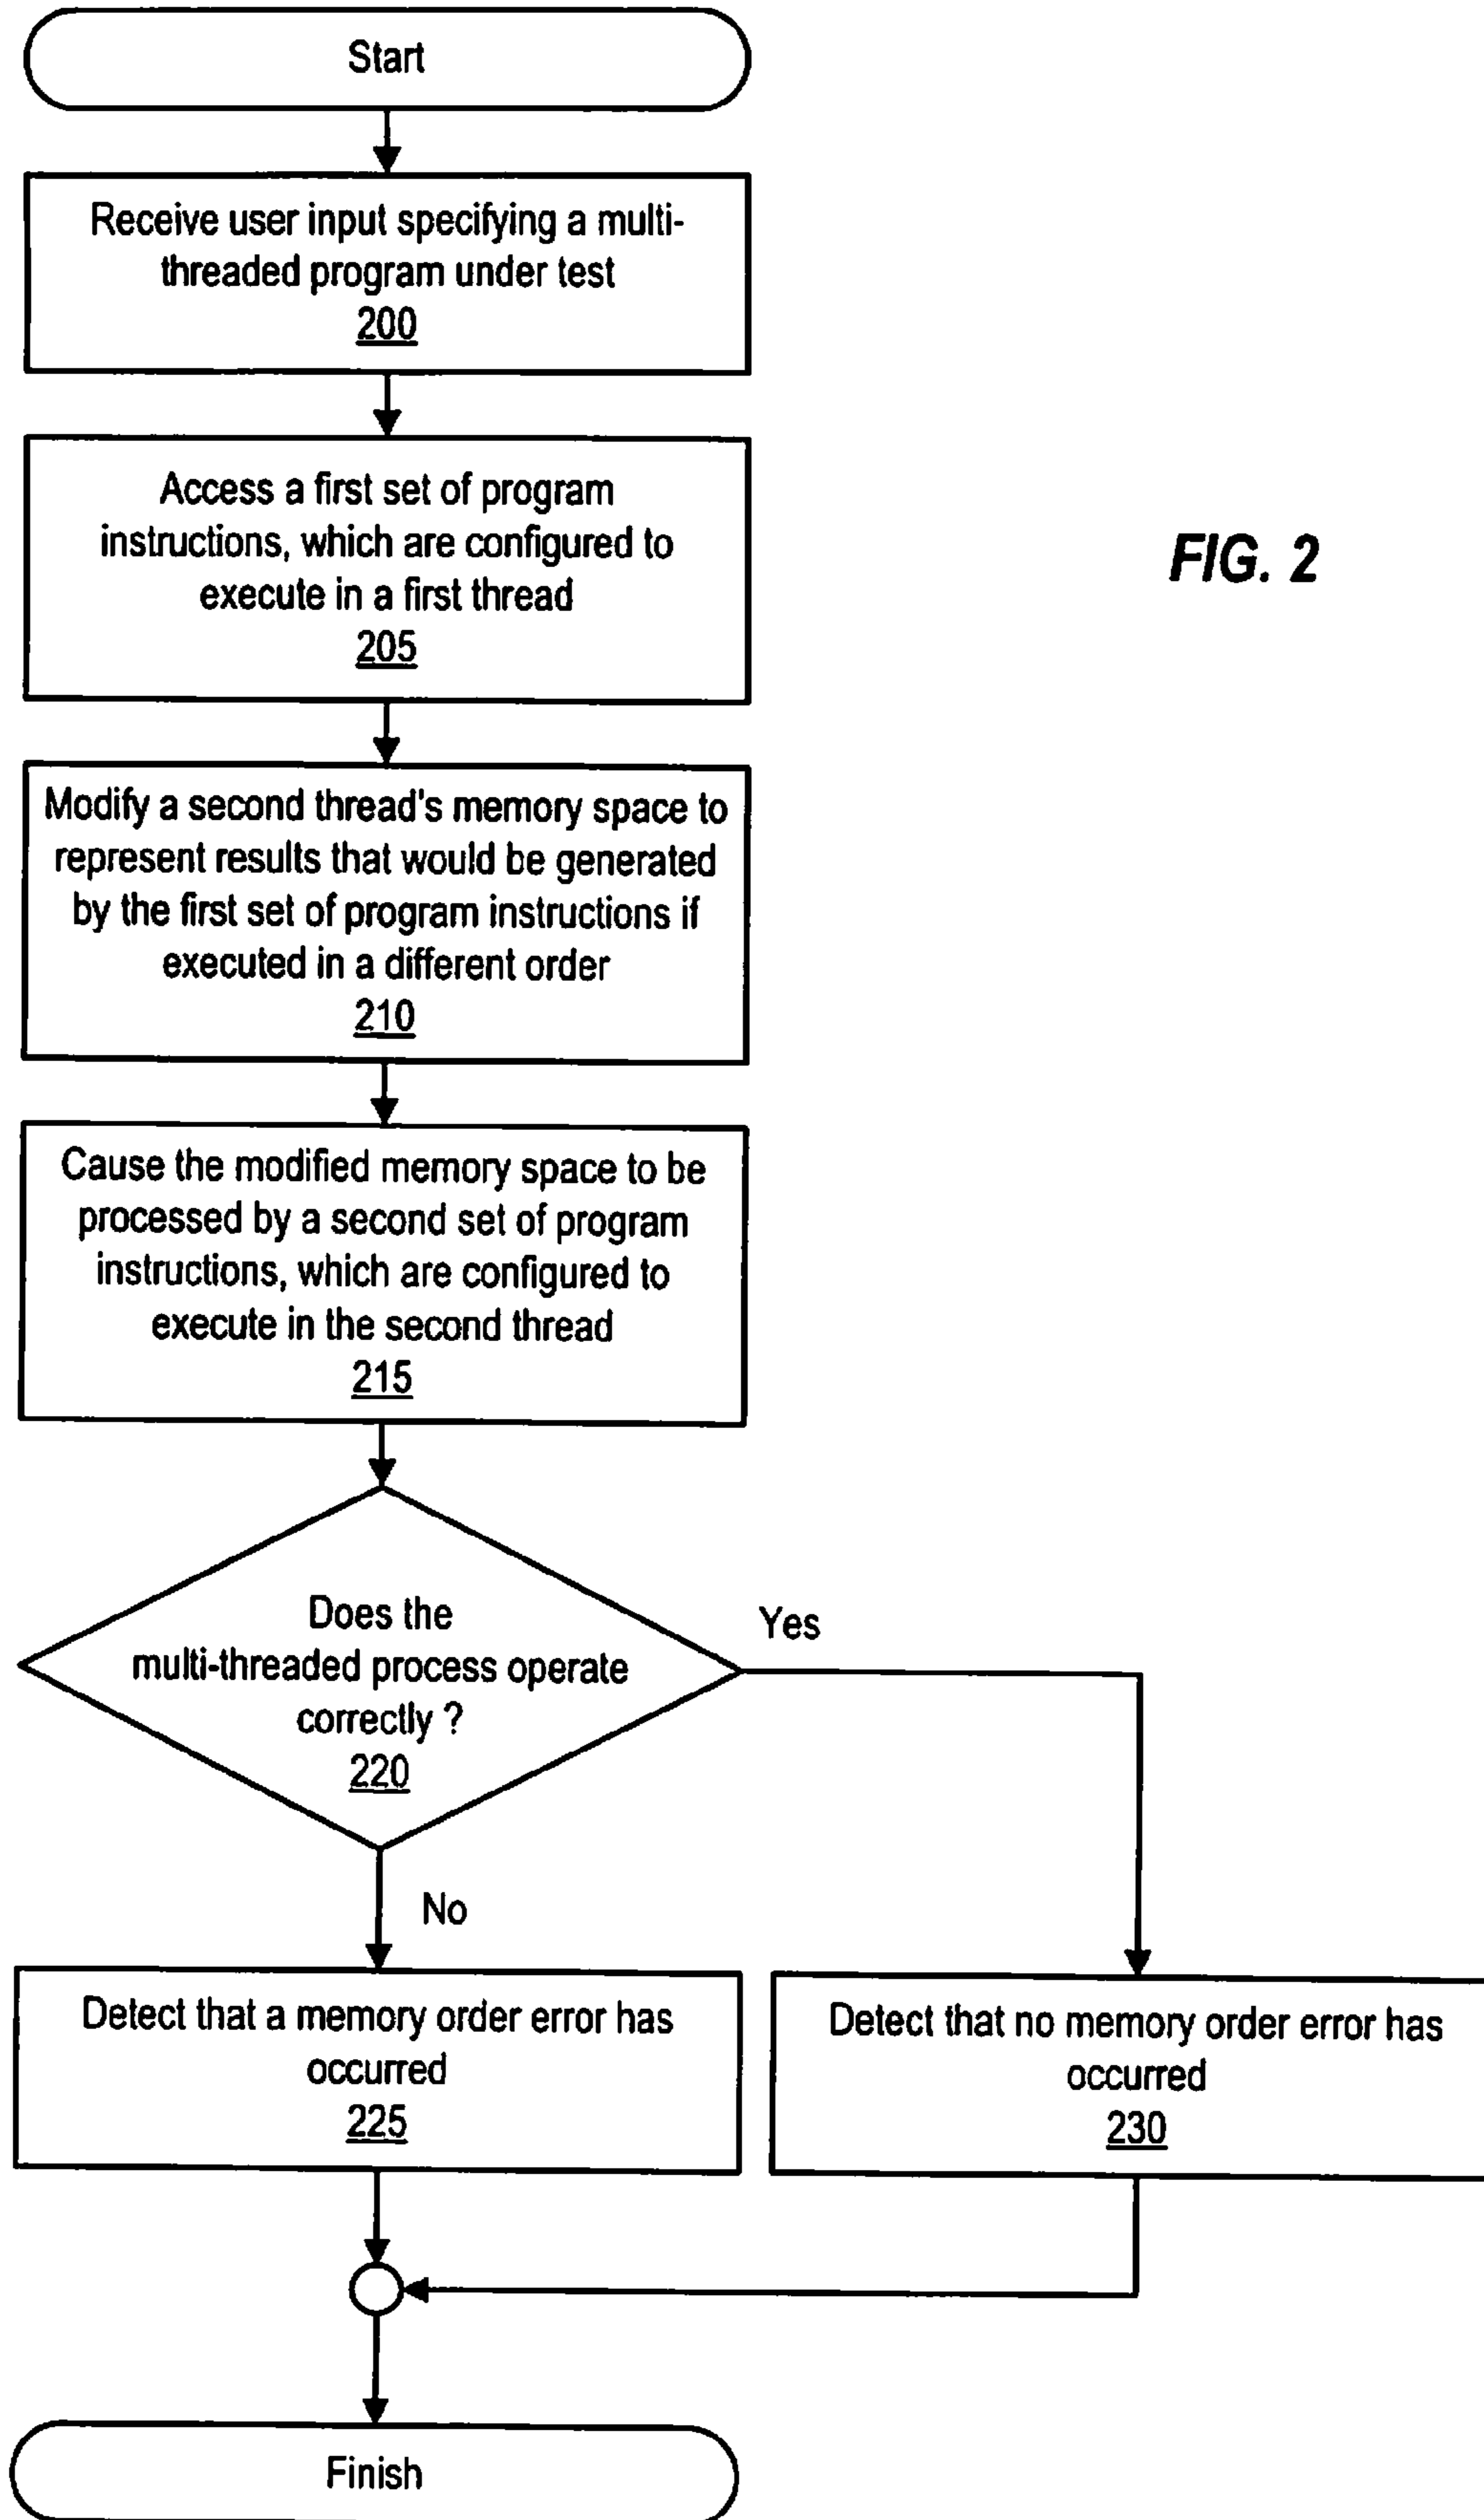 Start
Receive user input specifying a multi-
threaded program under test
200
Access a first set of program
instructions, which are configured to
execute in a first thread
205
FIG. 2
Modify a second thread's memory space to
represent results that would be generated
by the first set of program instructions if
executed in a different order
210
Cause the modified memory space to be
processed by a second set of program
instructions, which are configured to
execute in the second thread
215
Does the
multi-threaded process operate
correctly ?
220
Yes
No
Detect that a memory order error has
occurred
225
Detect that no memory order error has
occurred
230
Finish